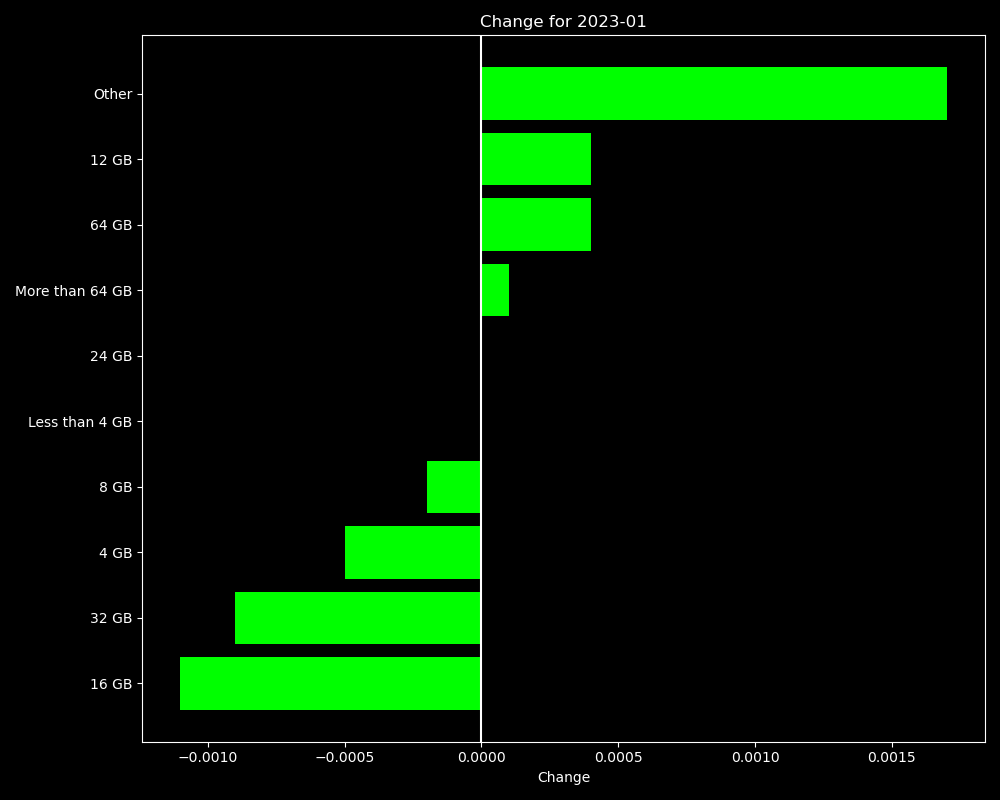 Change for 2023-01
Other
12 GB
64 GB
More than 64 GB
24 GB
Less than 4 GB
8 GB
4 GB
32 GB
16 GB
−0.0010 −0.0005 0.0000 0.0005 0.0010 0.0015
Change